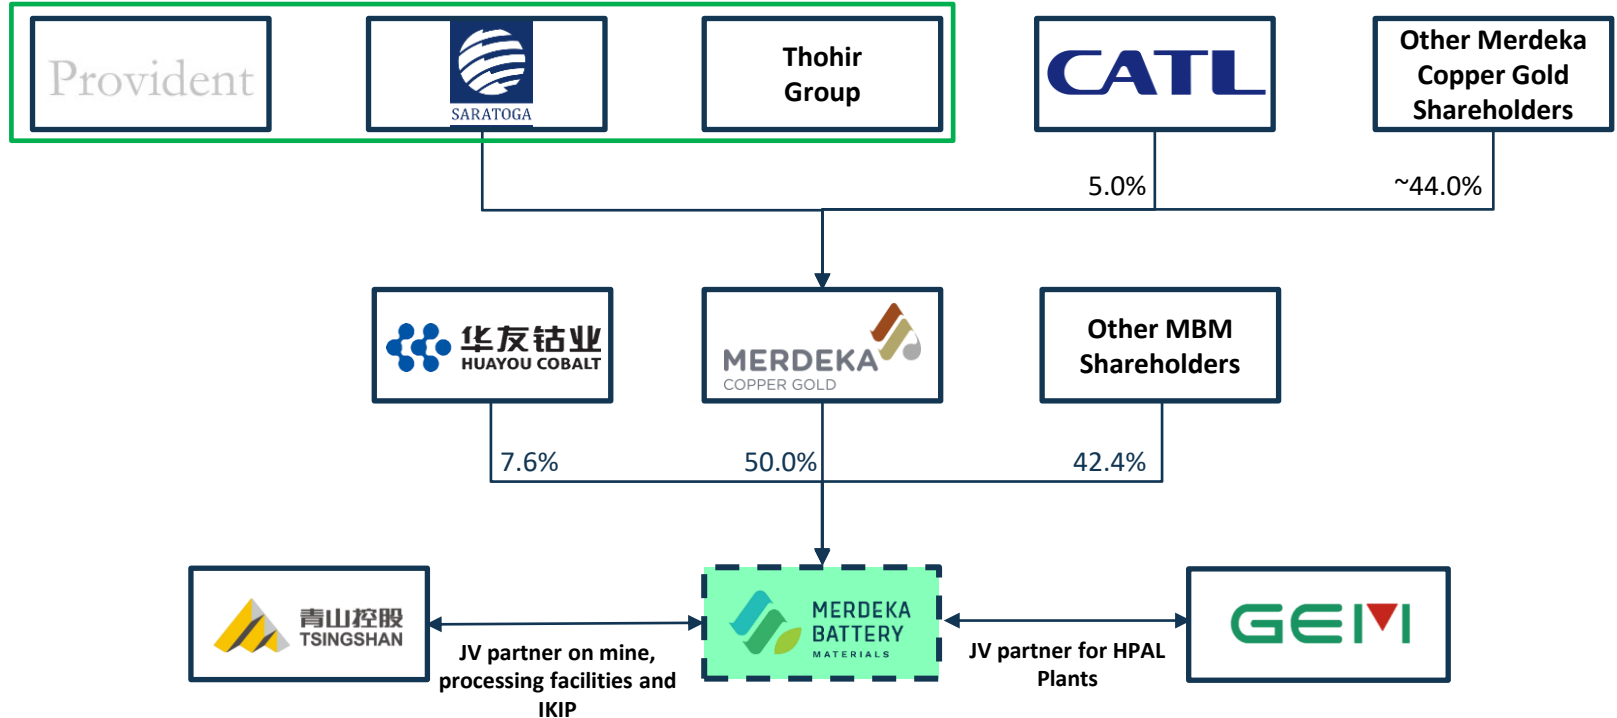 Provident
SARATOGA
Thohir
Group
CATL
Other Merdeka
Copper Gold
Shareholders
5.0%
~44.0%
华友钴业
HUAYOU COBALT
MERDEKA
COPPER GOLD
Other MBM
Shareholders
7.6%
50.0%
42.4%
青山控股
TSINGSHAN
JV partner on mine,
processing facilities and
IKIP
MERDEKA
BATTERY
MATERIALS
JV partner for HPAL
Plants
GEM